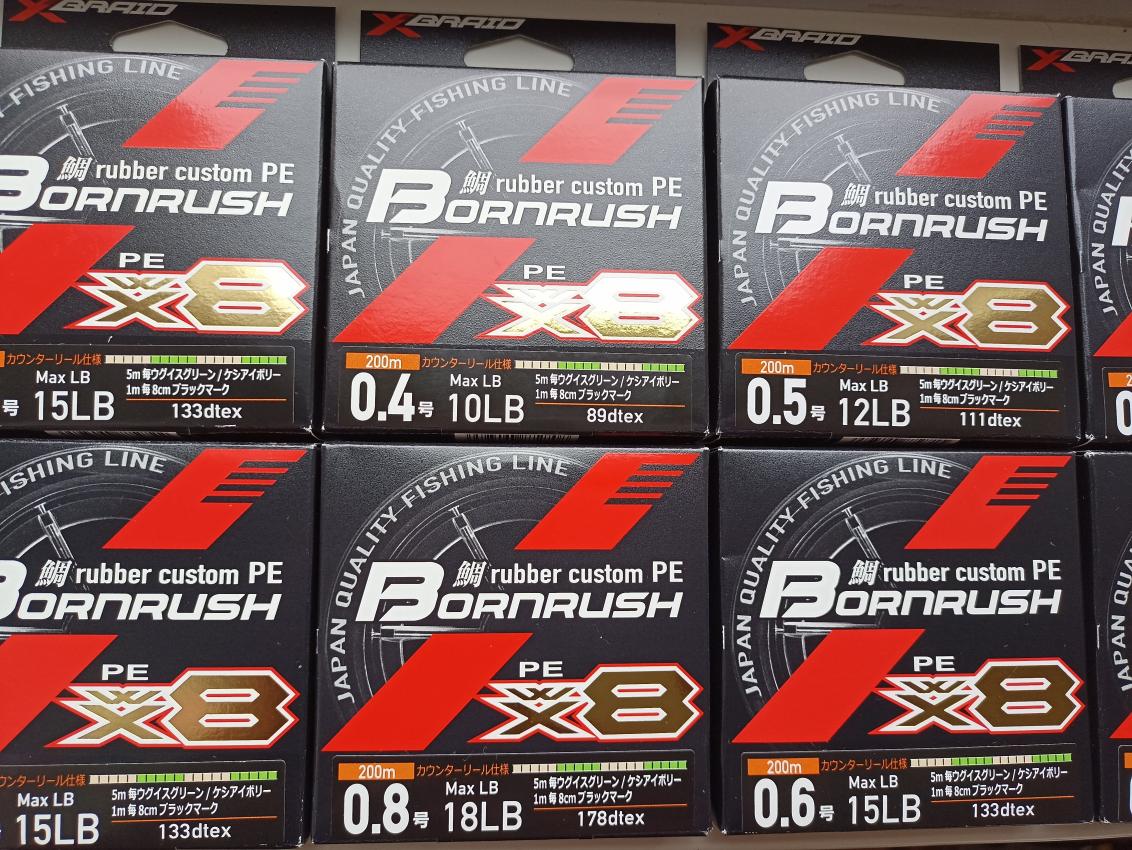 XBRAID
XBRAID
XBRAID
XBRAID
FISHING LINE
鯛 rubber custom PE
BORNRUSH
PE
X8
カウンターリール仕様
5m毎ウグイスグリーン/ケシアイボリー
1m毎8cmブラックマーク
号 Max LB 15LB
133dtex
JAPAN QUALITY FISHING LINE
鯛 rubber custom PE
BORNRUSH
PE
X8
200m カウンターリール仕様
5m毎ウグイスグリーン/ケシアイボリー
1m毎8cmブラックマーク
0.4号 Max LB 10LB
89dtex
JAPAN QUALITY FISHING LINE
鯛 rubber custom PE
BORNRUSH
PE
X8
200m カウンターリール仕様
5m毎ウグイスグリーン/ケシアイボリー
1m毎8cmブラックマーク
0.5号 Max LB 12LB
111dtex
JAPAN QUALITY
FISHING LINE
鯛 rubber custom PE
BORNRUSH
PE
X8
カウンターリール仕様
5m毎ウグイスグリーン/ケシアイボリー
1m毎8cmブラックマーク
Max LB 15LB
133dtex
JAPAN QUALITY FISHING LINE
鯛 rubber custom PE
BORNRUSH
PE
X8
200m カウンターリール仕様
5m毎ウグイスグリーン/ケシアイボリー
1m毎8cmブラックマーク
0.8号 Max LB 18LB
178dtex
JAPAN QUALITY FISHING LINE
鯛 rubber custom PE
BORNRUSH
PE
X8
200m カウンターリール仕様
5m毎ウグイスグリーン/ケシアイボリー
1m毎8cmブラックマーク
0.6号 Max LB 15LB
133dtex